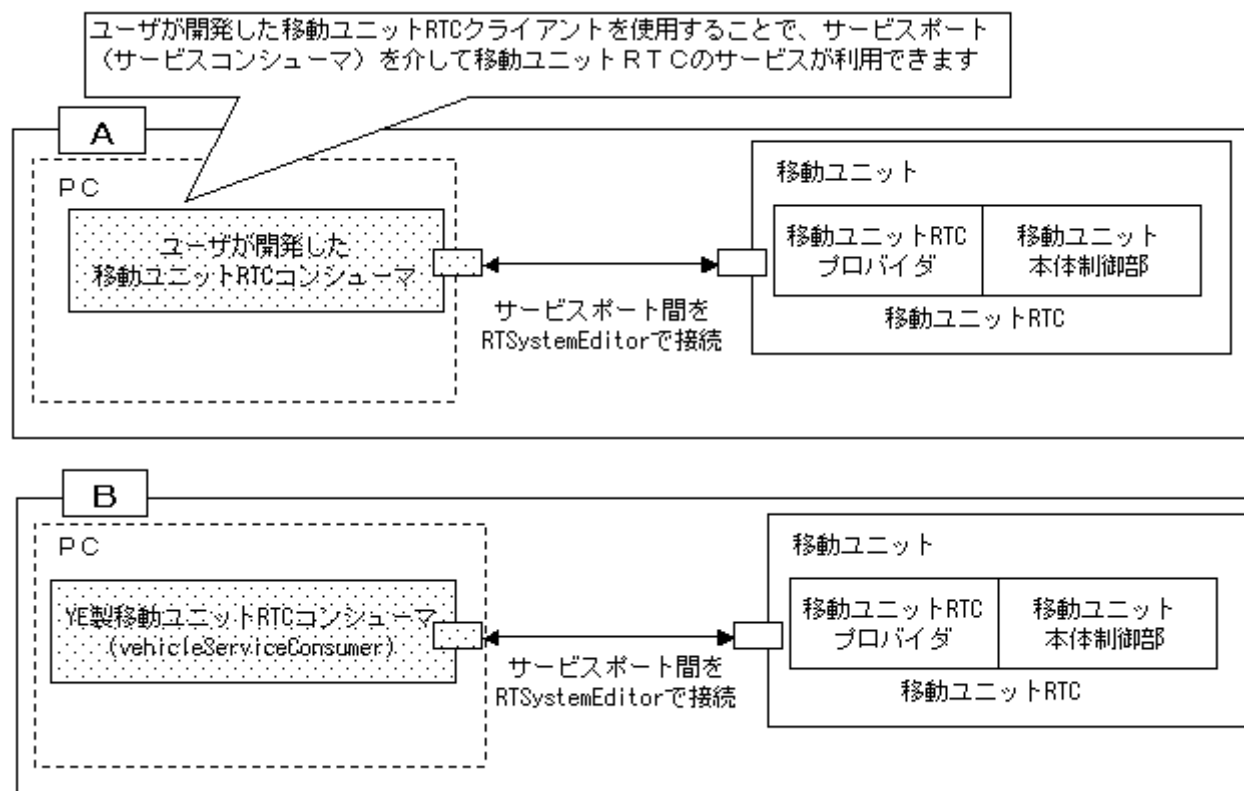 ユーザが開発した移動ユニットRTCクライアントを使用することで、サービスポート
（サービスコンシューマ）を介して移動ユニットＲＴＣのサービスが利用できます
A
ＰＣ
ユーザが開発した
移動ユニットRTCコンシューマ
サービスポート間を
RTSystemEditorで接続
移動ユニット
移動ユニットRTC
プロバイダ
移動ユニット
本体制御部
移動ユニットRTC
B
ＰＣ
YE製移動ユニットRTCコンシューマ
(vehicleServiceConsumer)
サービスポート間を
RTSystemEditorで接続
移動ユニット
移動ユニットRTC
プロバイダ
移動ユニット
本体制御部
移動ユニットRTC